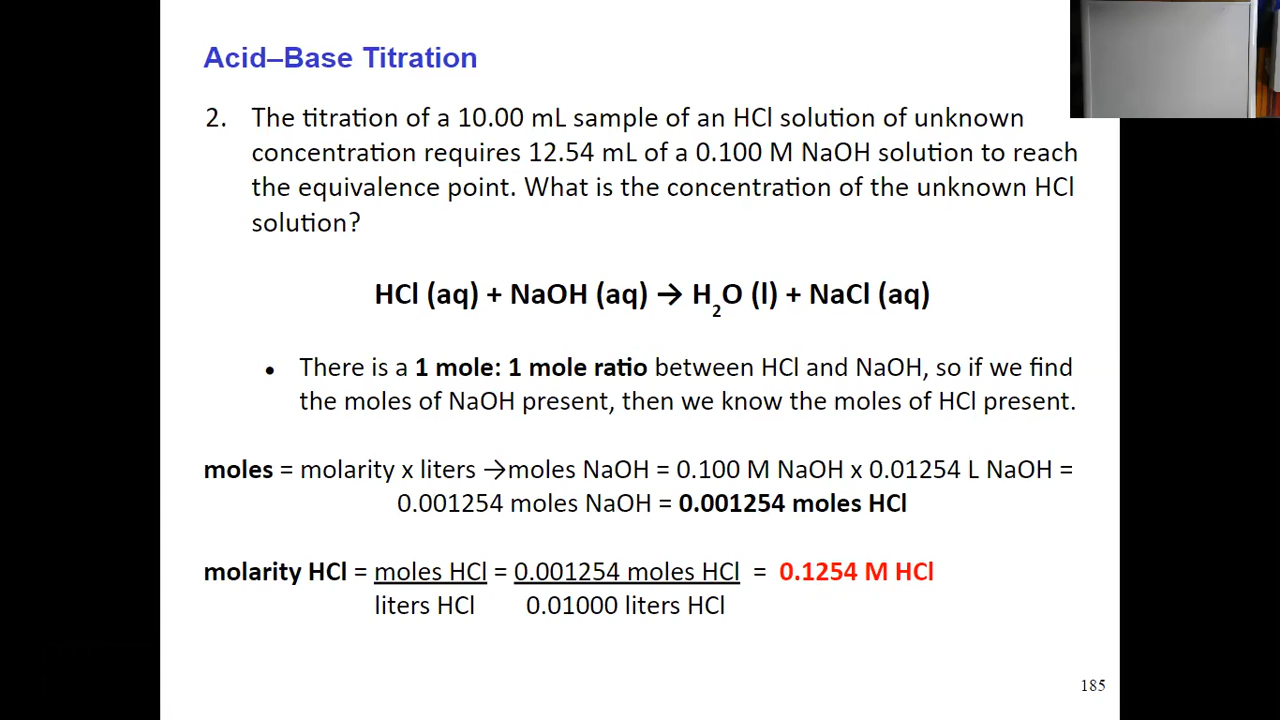 Acid–Base Titration
2. The titration of a 10.00 mL sample of an HCl solution of unknown
concentration requires 12.54 mL of a 0.100 M NaOH solution to reach
the equivalence point. What is the concentration of the unknown HCl
solution?
HCl (aq) + NaOH (aq) → H₂O (l) + NaCl (aq)
• There is a 1 mole: 1 mole ratio between HCl and NaOH, so if we find
the moles of NaOH present, then we know the moles of HCl present.
moles = molarity x liters →moles NaOH = 0.100 M NaOH x 0.01254 L NaOH =
0.001254 moles NaOH = 0.001254 moles HCl
molarity HCl = moles HCl = 0.001254 moles HCl = 0.1254 M HCl
liters HCl 0.01000 liters HCl
185